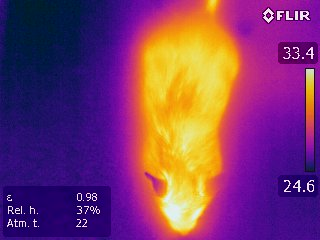 FLIR
33.4
24.6
ε 0.98
Rel. h. 37%
Atm. t. 22